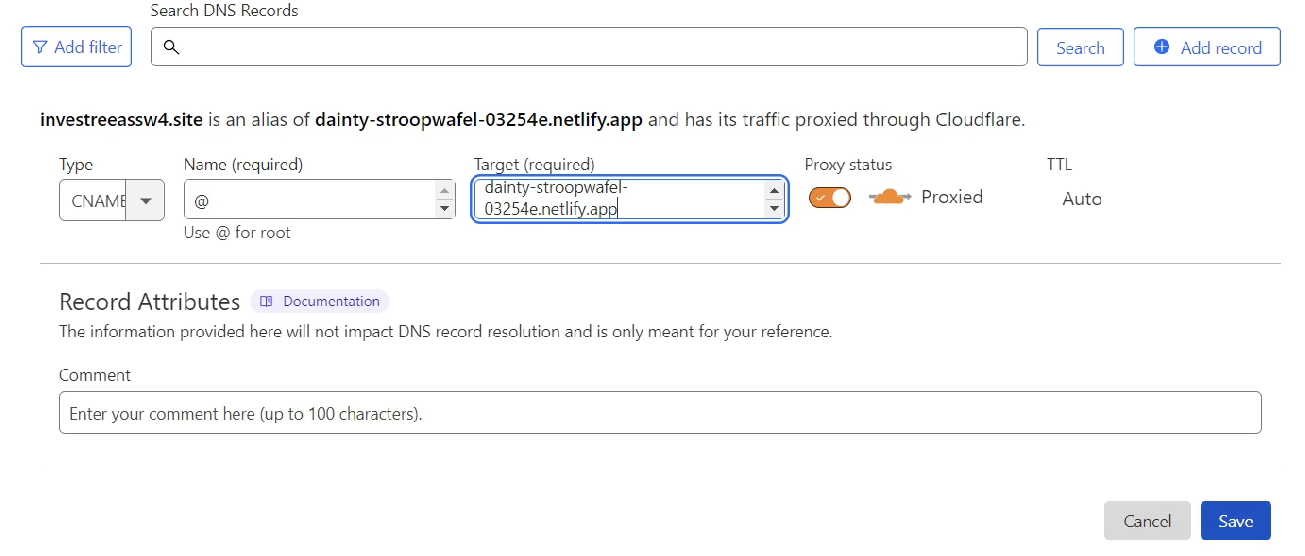 Search DNS Records
Add filter
Search
Add record
investreeassw4.site is an alias of dainty-stroopwafel-03254e.netlify.app and has its traffic proxied through Cloudflare.
Type
Name (required)
Target (required)
Proxy status
TTL
CNAME
@
dainty-stroopwafel-
03254e.netlify.app
Proxied
Auto
Use @ for root
Record Attributes
Documentation
The information provided here will not impact DNS record resolution and is only meant for your reference.
Comment
Enter your comment here (up to 100 characters).
Cancel
Save